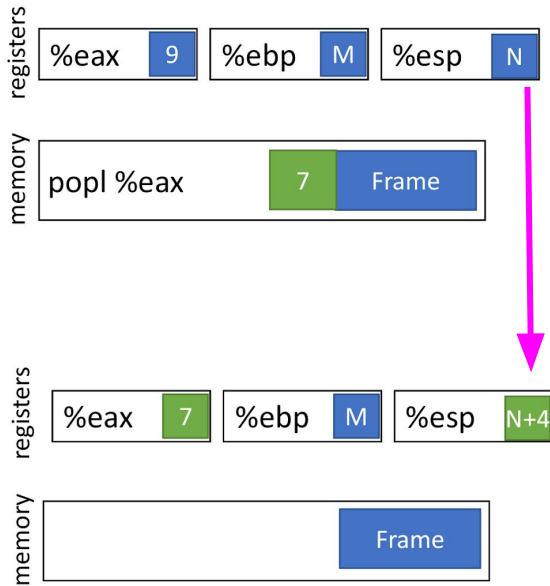 registers
%eax 9 %ebp M %esp N
memory
popl %eax 7 Frame
registers
%eax 7 %ebp M %esp N+4
memory
Frame